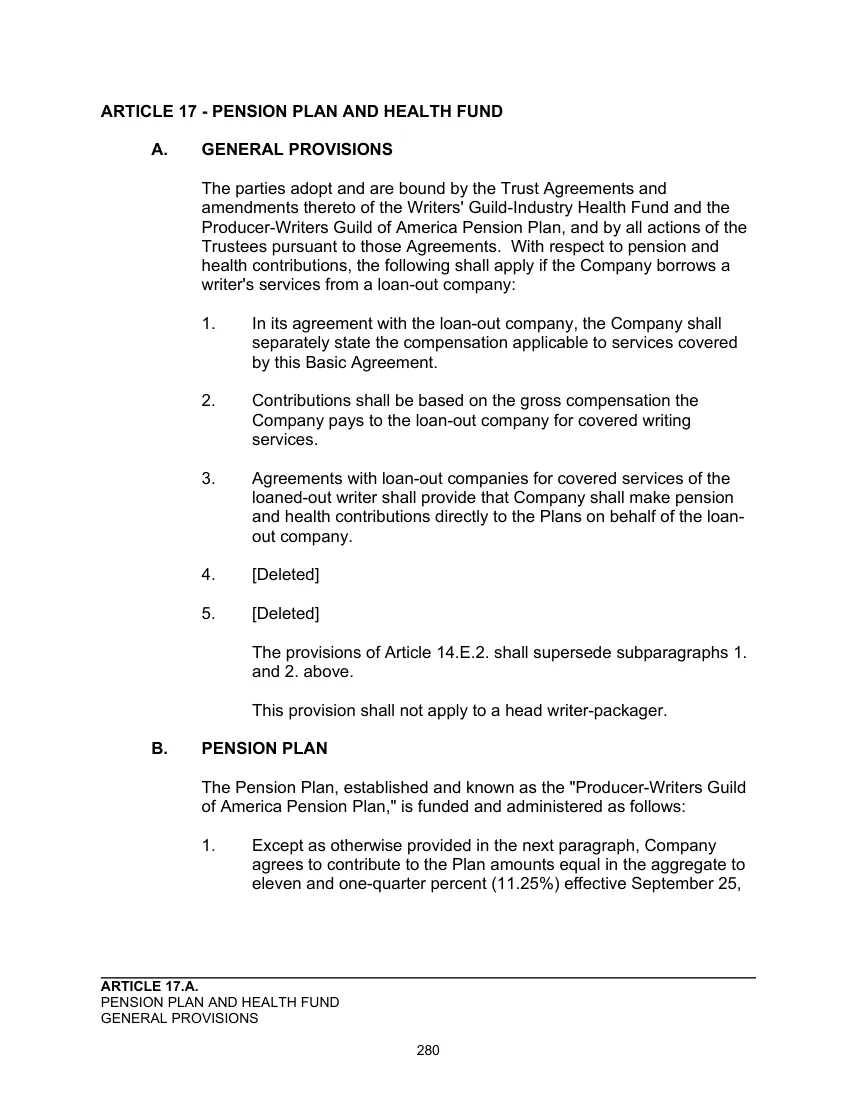 ARTICLE 17 - PENSION PLAN AND HEALTH FUND
A. GENERAL PROVISIONS
The parties adopt and are bound by the Trust Agreements and
amendments thereto of the Writers' Guild-Industry Health Fund and the
Producer-Writers Guild of America Pension Plan, and by all actions of the
Trustees pursuant to those Agreements.  With respect to pension and
health contributions, the following shall apply if the Company borrows a
writer's services from a loan-out company:
1. In its agreement with the loan-out company, the Company shall
separately state the compensation applicable to services covered
by this Basic Agreement.
2. Contributions shall be based on the gross compensation the
Company pays to the loan-out company for covered writing
services.
3. Agreements with loan-out companies for covered services of the
loaned-out writer shall provide that Company shall make pension
and health contributions directly to the Plans on behalf of the loan-
out company.
4. [Deleted]
5. [Deleted]
The provisions of Article 14.E.2. shall supersede subparagraphs 1.
and 2. above.
This provision shall not apply to a head writer-packager.
B. PENSION PLAN
The Pension Plan, established and known as the "Producer-Writers Guild
of America Pension Plan," is funded and administered as follows:
1. Except as otherwise provided in the next paragraph, Company
agrees to contribute to the Plan amounts equal in the aggregate to
eleven and one-quarter percent (11.25%) effective September 25,
ARTICLE 17.A.
PENSION PLAN AND HEALTH FUND
GENERAL PROVISIONS
280